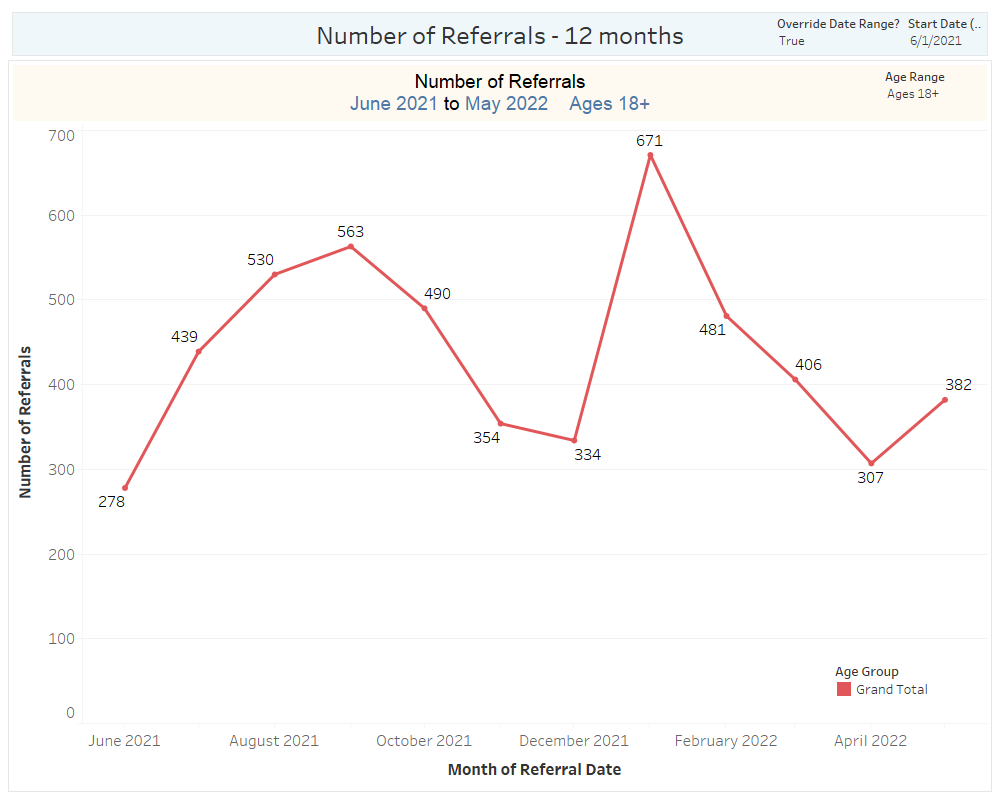 Number of Referrals - 12 months
Override Date Range?
True
Start Date (..
6/1/2021
Number of Referrals
June 2021 to May 2022 Ages 18+
Age Range
Ages 18+
Number of Referrals
700
600
500
400
300
200
100
0
278
439
530
563
490
354
334
671
481
406
307
382
Age Group
Grand Total
June 2021
August 2021
October 2021
December 2021
February 2022
April 2022
Month of Referral Date